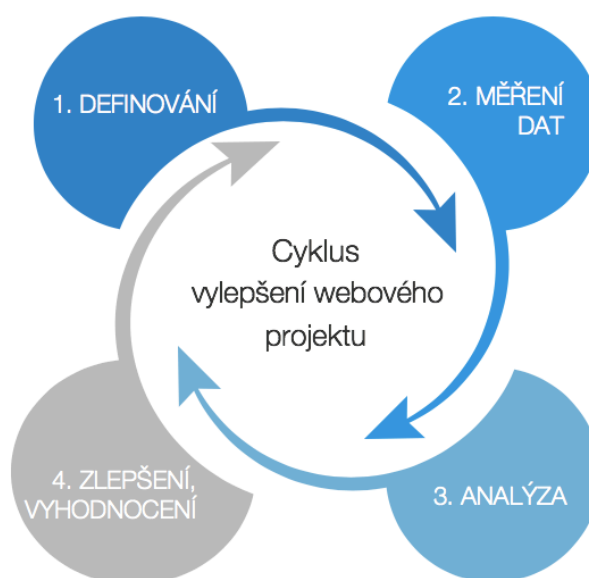 1. DEFINOVÁNÍ
2. MĚŘENÍ
DAT
Cyklus
vylepšení webového
projektu
4. ZLEPŠENÍ,
VYHODNOCENÍ
3. ANALÝZA